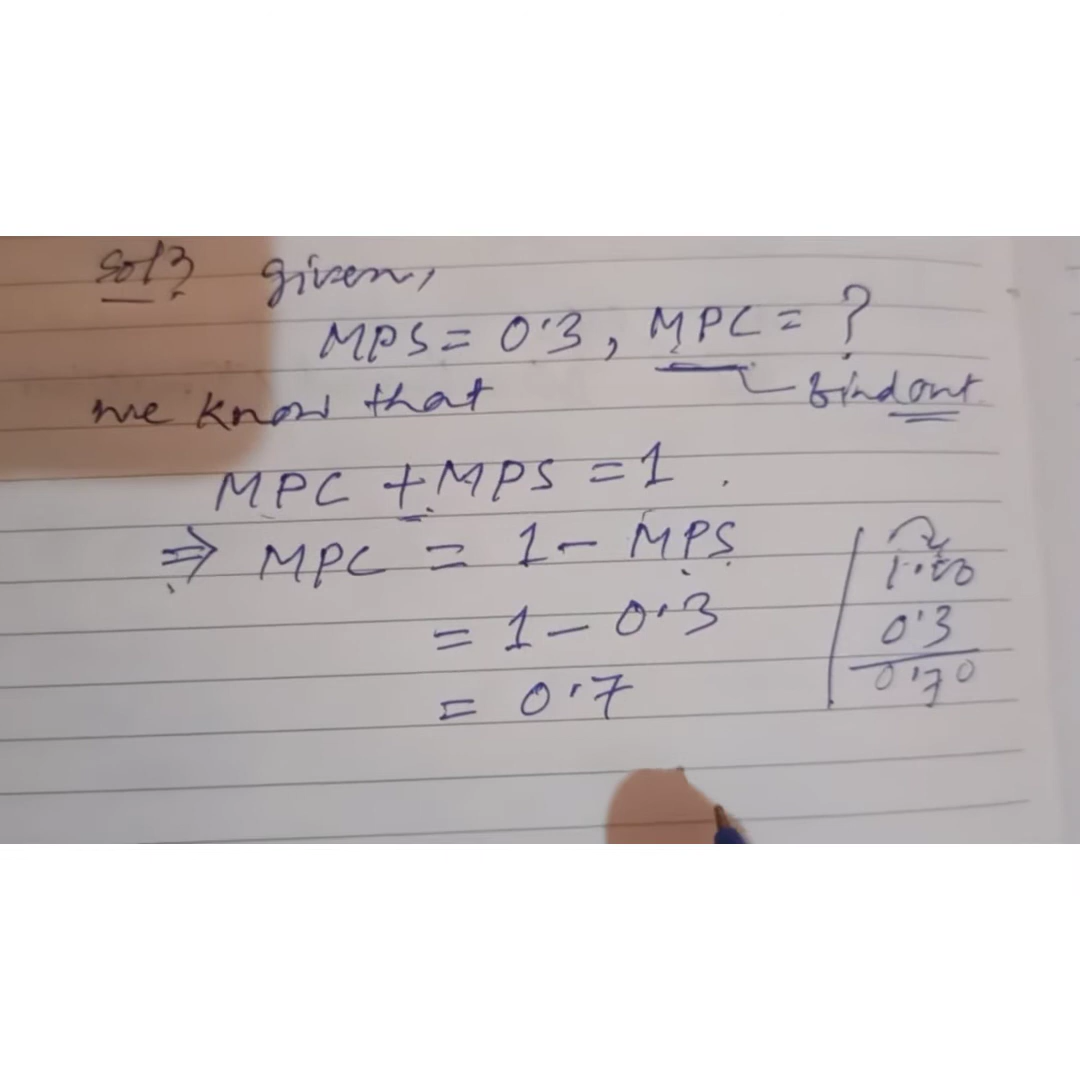 Sol? given,
MPS = 0.3, MPC = ?
find out
we know that
MPC + MPS = 1.
⇒ MPC = 1 - MPS
= 1 - 0.3
= 0.7
1.00
0.3
0.70